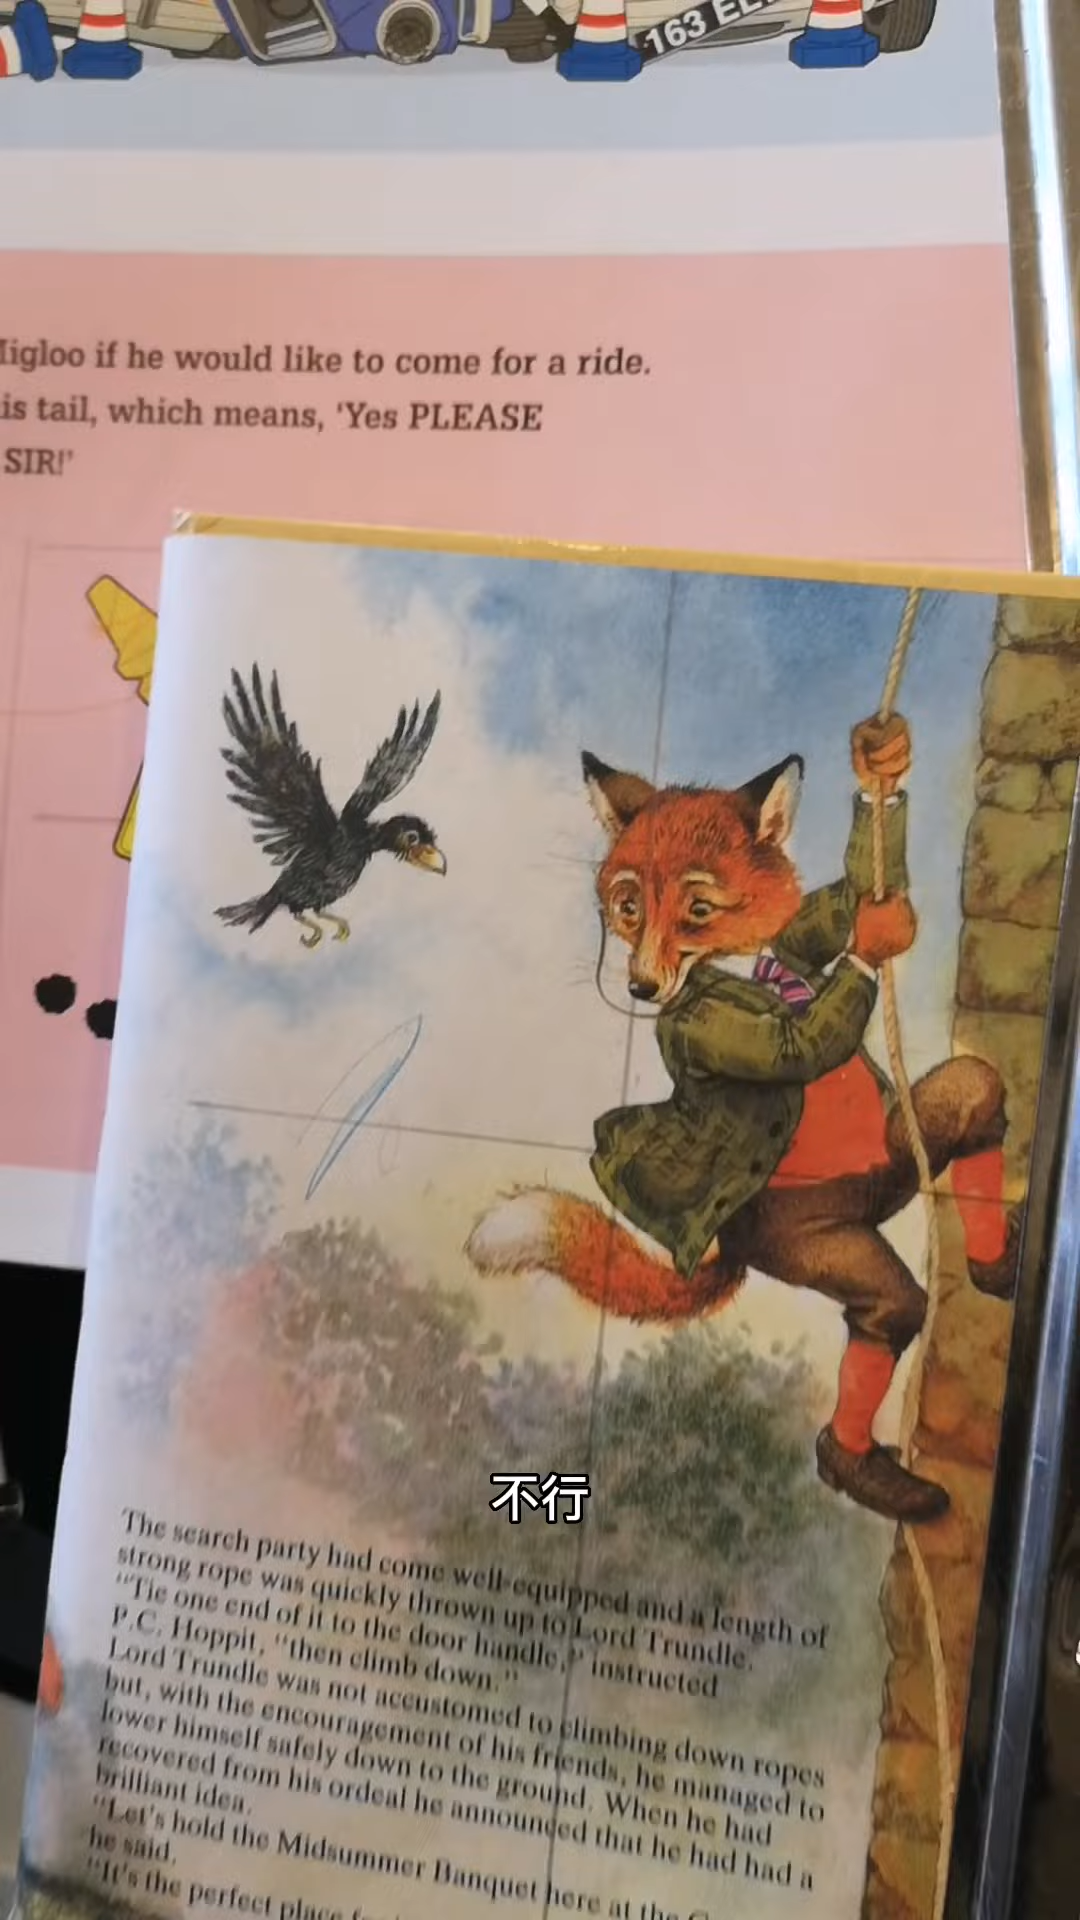 163 EL
igloo if he would like to come for a ride.
is tail, which means, ‘Yes PLEASE
SIR!’
不行
The search party had come well-equipped and a length of
strong rope was quickly thrown up to Lord Trundle.
“Tie one end of it to the door handle,” instructed
P.C. Hoppit, “then climb down.”
Lord Trundle was not accustomed to climbing down ropes
but, with the encouragement of his friends, he managed to
lower himself safely down to the ground. When he had
recovered from his ordeal he announced that he had had a
brilliant idea.
“Let’s hold the Midsummer Banquet here at the
he said.
“It’s the perfect place